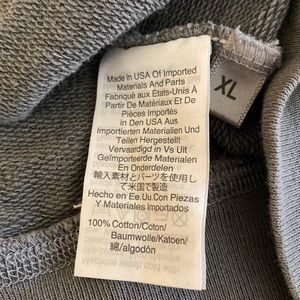 Made in USA Of Imported
Materials And Parts
Fabriqué aux États-Unis À
Partir De Matériaux Et De
Pièces Importés
in Den USA Aus
Importierten Materialien Und
Teilen Hergestellt
Vervaardigd in Vs Uit
Geïmporteerde Materialen
En Onderdelen
輸入素材とパーツを使用し
て米国で製造
Hecho en Ee.Uu.Con Piezas
Y Materiales Importados
100% Cotton/Coton/
Baumwolle/Katoen/
綿/algodón
XL